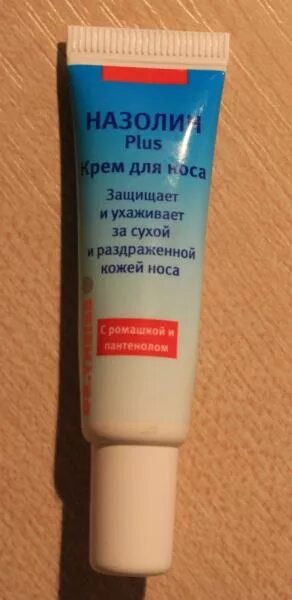 НАЗОЛИН
Plus
Крем для носа
Защищает
и ухаживает
за сухой
и раздраженной
кожей носа
С ромашкой и
пантенолом